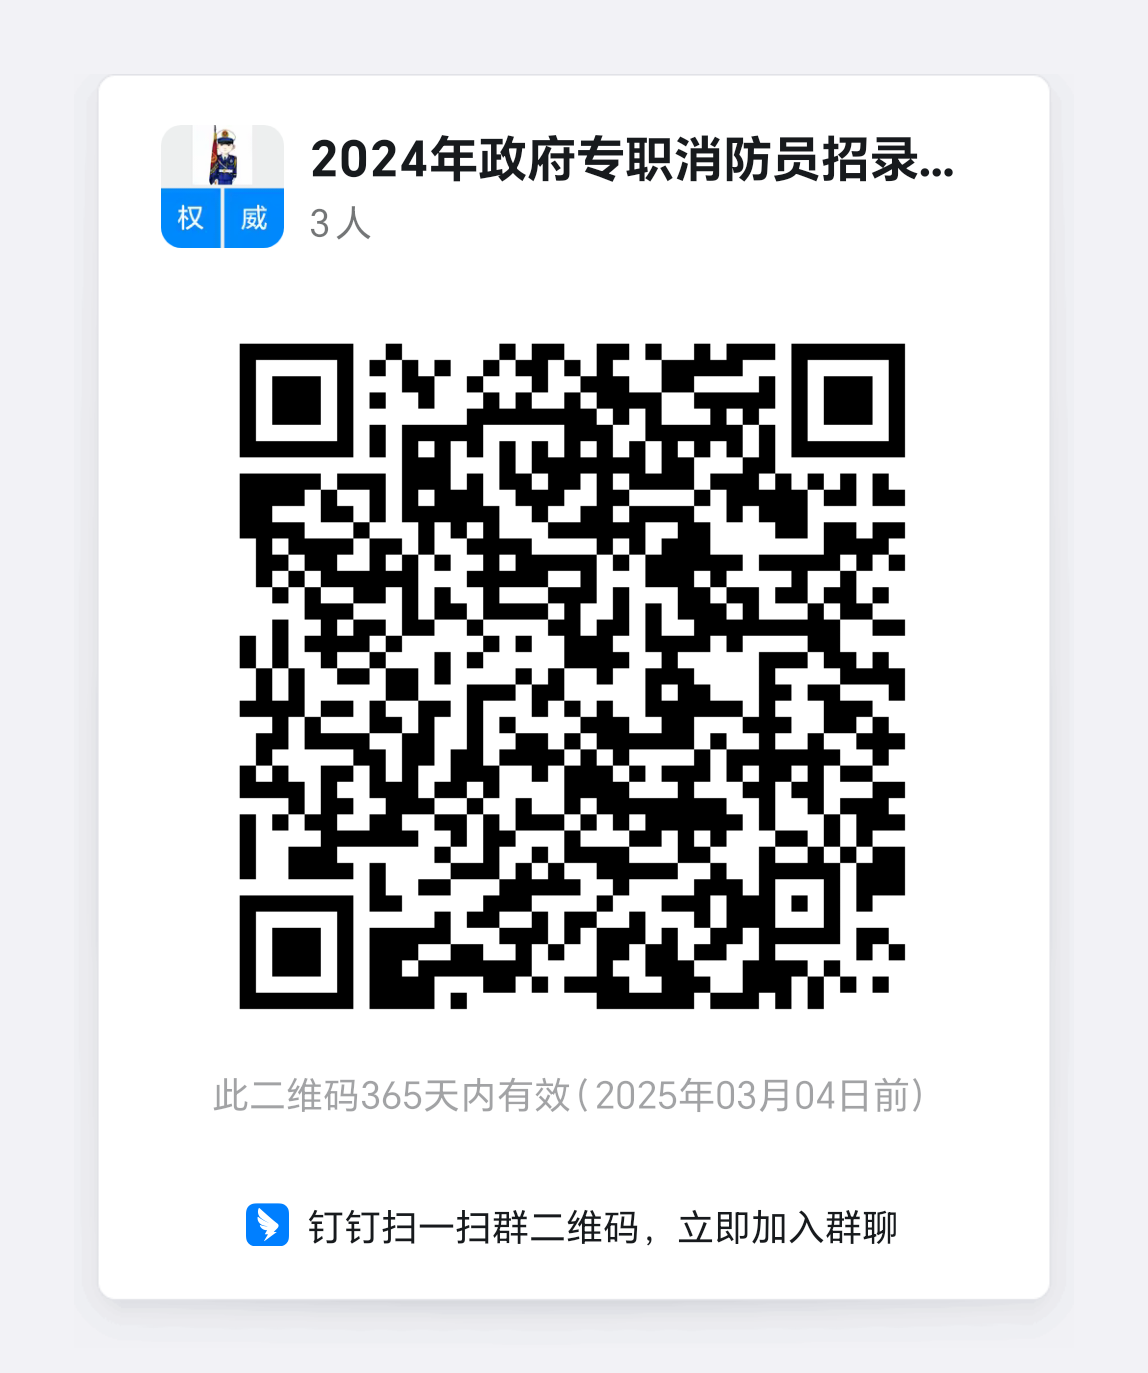 2024年政府专职消防员招录...
3人
权 威
此二维码365天内有效(2025年03月04日前)
钉钉扫一扫群二维码，立即加入群聊